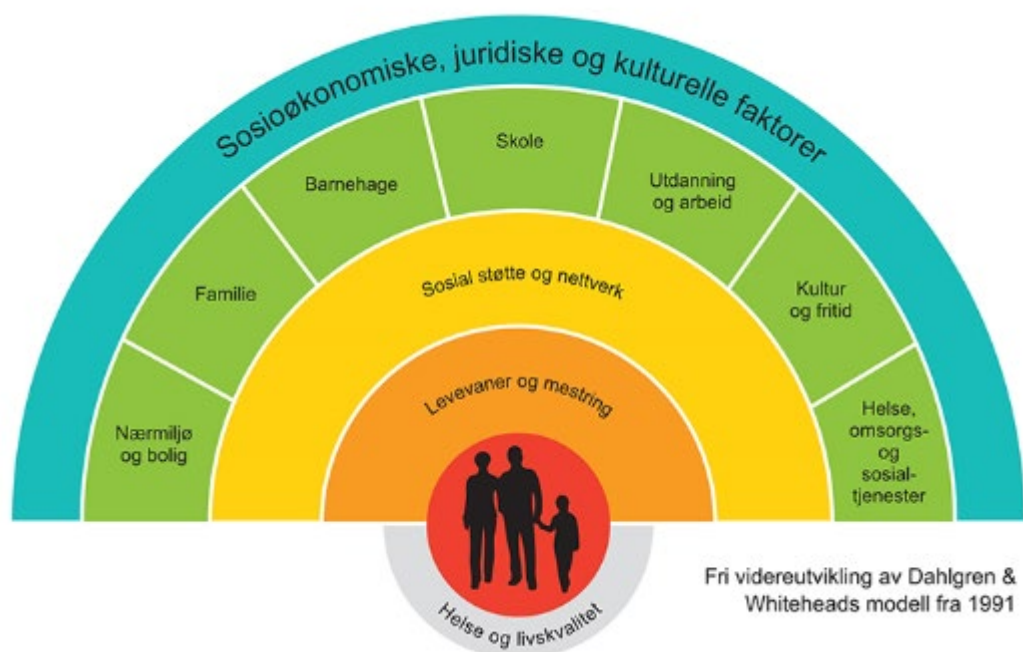 Sosioøkonomiske, juridiske og kulturelle faktorer
Nærmiljø
og bolig
Familie
Barnehage
Skole
Utdanning
og arbeid
Kultur
og fritid
Helse,
omsorgs-
og
sosial-
tjenester
Sosial støtte og nettverk
Levevaner og mestring
Helse og livskvalitet
Fri videreutvikling av Dahlgren &
Whiteheads modell fra 1991